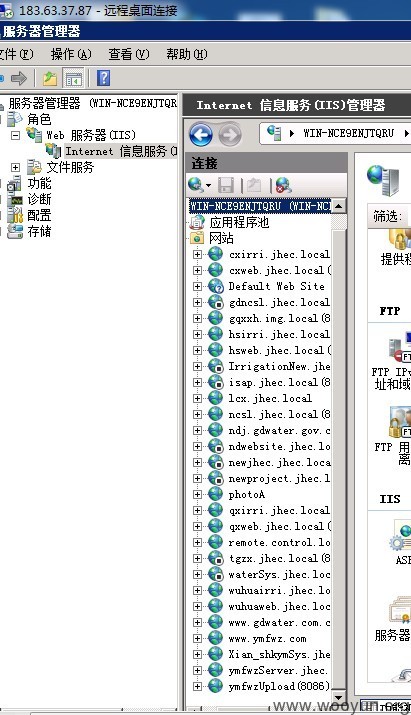 183.63.37.87 - 远程桌面连接
服务器管理器
文件(F) 操作(A) 查看(V) 帮助(H)
服务器管理器 (WIN-NCE9ENJTQR
角色
Web 服务器(IIS)
Internet 信息服务(I
文件服务
功能
诊断
配置
存储
Internet 信息服务(IIS)管理器
WIN-NCE9ENJTQRU
连接
WIN-NCE9ENJTQRU (WIN-NC
应用程序池
网站
cxirri.jhec.local
cxweb.jhec.local(
Default Web Site
gdncsl.jhec.local
gqxxh.img.local(8
hsirri.jhec.local
hsweb.jhec.local(
IrrigationNew.jhe
isap.jhec.local(8
lcx.jhec.local
ncsl.jhec.local(8
ndj.gdwater.gov.c
ndwebsite.jhec.lo
newjhec.jhec.loca
newproject.jhec.l
photoA
qxirri.jhec.local
qxweb.jhec.local(
remote.control.lo
tgzx.jhec.local(8
waterSys.jhec.loc
wuhuairri.jhec.lo
wuhuaweb.jhec.loc
www.gdwater.com.c
www.ymfwz.com
Xian_shkymSys.jhe
ymfwzServer.jhec.
ymfwzUpload(8086)
筛选:
提供程
FTP
FTP IPv
址和域
FTP 用
离
IIS
ASP
服务器
www.wooyun.org